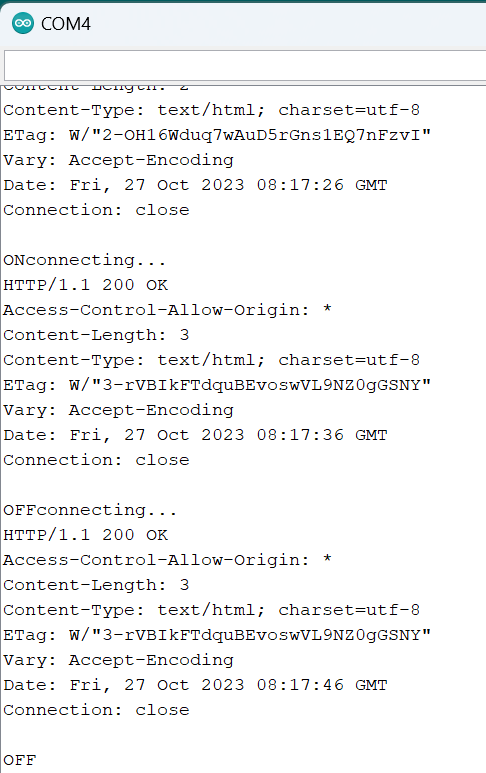 COM4
Content-Length: 2
Content-Type: text/html; charset=utf-8
ETag: W/"2-OH16Wduq7wAuD5rGns1EQ7nFzvI"
Vary: Accept-Encoding
Date: Fri, 27 Oct 2023 08:17:26 GMT
Connection: close
ONconnecting...
HTTP/1.1 200 OK
Access-Control-Allow-Origin: *
Content-Length: 3
Content-Type: text/html; charset=utf-8
ETag: W/"3-rVBIkFTdquBEvoswVL9NZ0gGSNY"
Vary: Accept-Encoding
Date: Fri, 27 Oct 2023 08:17:36 GMT
Connection: close
OFFconnecting...
HTTP/1.1 200 OK
Access-Control-Allow-Origin: *
Content-Length: 3
Content-Type: text/html; charset=utf-8
ETag: W/"3-rVBIkFTdquBEvoswVL9NZ0gGSNY"
Vary: Accept-Encoding
Date: Fri, 27 Oct 2023 08:17:46 GMT
Connection: close
OFF